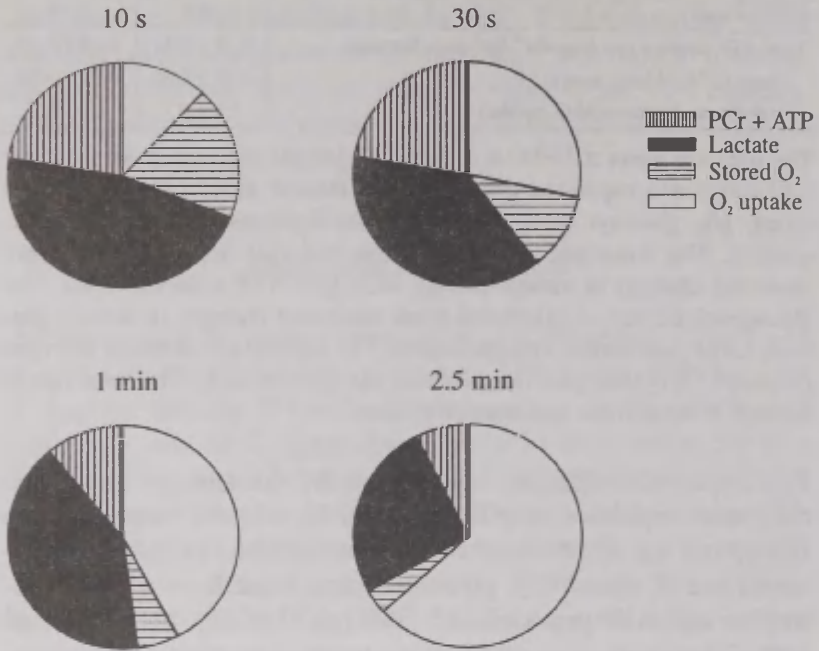 10 s
30 s
PCr + ATP
Lactate
Stored O₂
O₂ uptake
1 min
2.5 min